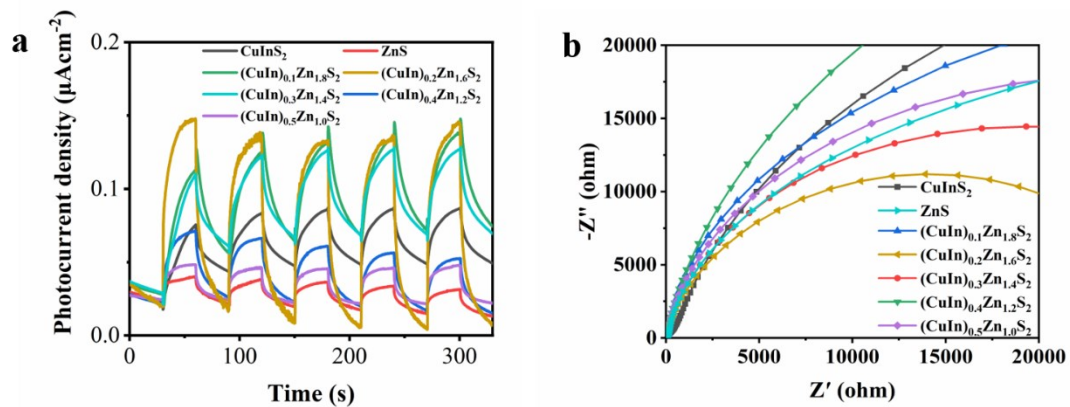 a
Photocurrent density (µAcm⁻²)
0.2
0.1
0.0
CuInS₂ ZnS
(CuIn)₀.₁Zn₁.₈S₂ (CuIn)₀.₂Zn₁.₆S₂
(CuIn)₀.₃Zn₁.₄S₂ (CuIn)₀.₄Zn₁.₂S₂
(CuIn)₀.₅Zn₁.₀S₂
0 100 200 300
Time (s)
b
-Z″ (ohm)
20000
15000
10000
5000
0
CuInS₂
ZnS
(CuIn)₀.₁Zn₁.₈S₂
(CuIn)₀.₂Zn₁.₆S₂
(CuIn)₀.₃Zn₁.₄S₂
(CuIn)₀.₄Zn₁.₂S₂
(CuIn)₀.₅Zn₁.₀S₂
0 5000 10000 15000 20000
Z′ (ohm)